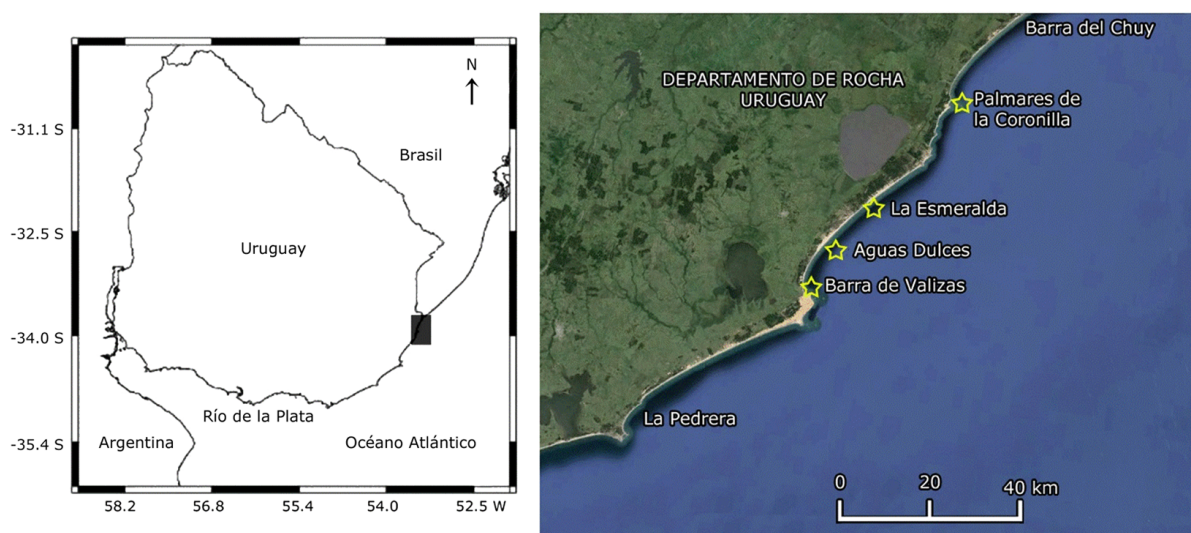 N
-31.1 S
Brasil
-32.5 S
Uruguay
-34.0 S
Río de la Plata
-35.4 S
Argentina
Océano Atlántico
58.2
56.8
55.4
54.0
52.5 W
Barra del Chuy
DEPARTAMENTO DE ROCHA
URUGUAY
Palmares de
la Coronilla
La Esmeralda
Aguas Dulces
Barra de Valizas
La Pedrera
0
20
40 km